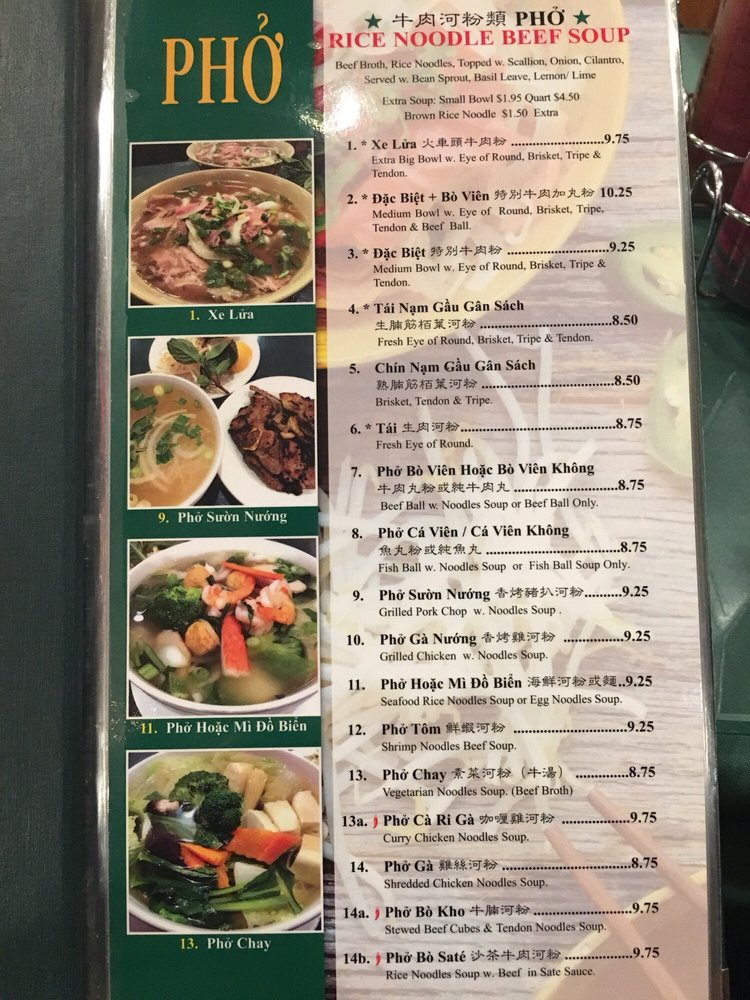 PHỞ
★ 牛肉河粉類 PHỞ ★
RICE NOODLE BEEF SOUP
Beef Broth, Rice Noodles, Topped w. Scallion, Onion, Cilantro,
Served w. Bean Sprout, Basil Leave, Lemon/ Lime
Extra Soup: Small Bowl $1.95 Quart $4.50
Brown Rice Noodle $1.50 Extra
1. * Xe Lửa 火車頭牛肉粉 ........................9.75
Extra Big Bowl w. Eye of Round, Brisket, Tripe &
Tendon.
2. * Đặc Biệt + Bò Viên 特別牛肉加丸粉 10.25
Medium Bowl w. Eye of Round, Brisket, Tripe,
Tendon & Beef Ball.
3. * Đặc Biệt 特別牛肉粉 ..........................9.25
Medium Bowl w. Eye of Round, Brisket, Tripe &
Tendon.
4. * Tái Nạm Gầu Gân Sách
生腩筋栢葉河粉 ..................................8.50
Fresh Eye of Round, Brisket, Tripe & Tendon.
5. Chín Nạm Gầu Gân Sách
熟腩筋栢葉河粉 ..................................8.50
Brisket, Tendon & Tripe.
6. * Tái 生肉河粉........................................8.75
Fresh Eye of Round.
7. Phở Bò Viên Hoặc Bò Viên Không
牛肉丸粉或純牛肉丸 ...........................8.75
Beef Ball w. Noodles Soup or Beef Ball Only.
8. Phở Cá Viên / Cá Viên Không
魚丸粉或純魚丸 ..................................8.75
Fish Ball w. Noodles Soup or Fish Ball Soup Only.
9. Phở Sườn Nướng 香烤豬扒河粉..........9.25
Grilled Pork Chop w. Noodles Soup .
10. Phở Gà Nướng 香烤雞河粉 ...............9.25
Grilled Chicken w. Noodles Soup.
11. Phở Hoặc Mì Đồ Biển 海鮮河粉或麵..9.25
Seafood Rice Noodles Soup or Egg Noodles Soup.
12. Phở Tôm 鮮蝦河粉 ............................9.25
Shrimp Noodles Beef Soup.
13. Phở Chay 素菜河粉（牛湯） ..............8.75
Vegetarian Noodles Soup. (Beef Broth)
13a. Phở Cà Ri Gà 咖喱雞河粉 .................9.75
Curry Chicken Noodles Soup.
14. Phở Gà 雞絲河粉 ................................8.75
Shredded Chicken Noodles Soup.
14a. Phở Bò Kho 牛腩河粉 .........................9.75
Stewed Beef Cubes & Tendon Noodles Soup.
14b. Phở Bò Saté 沙茶牛肉河粉 ...................9.75
Rice Noodles Soup w. Beef in Sate Sauce.
1. Xe Lửa
9. Phở Sườn Nướng
11. Phở Hoặc Mì Đồ Biển
13. Phở Chay